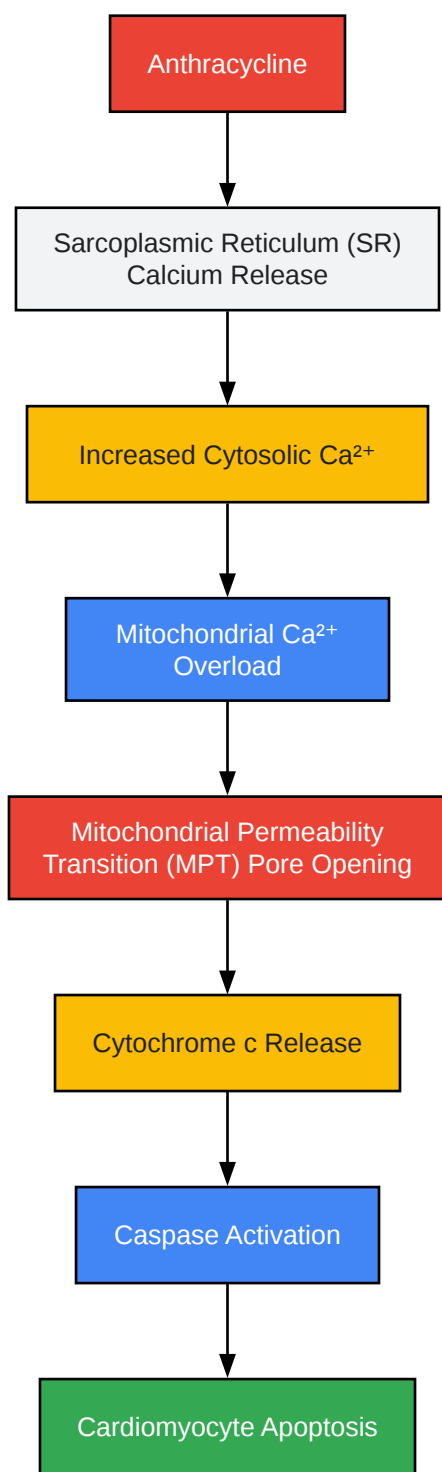 Anthracycline
Sarcoplasmic Reticulum (SR)
Calcium Release
Increased Cytosolic Ca²⁺
Mitochondrial Ca²⁺
Overload
Mitochondrial Permeability
Transition (MPT) Pore Opening
Cytochrome c Release
Caspase Activation
Cardiomyocyte Apoptosis